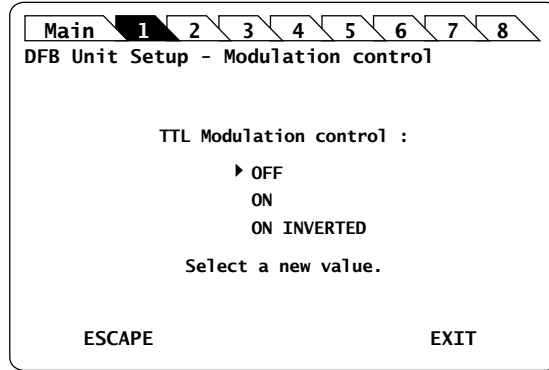 Main 1 2 3 4 5 6 7 8
DFB Unit Setup - Modulation control
TTL Modulation control :
OFF
ON
ON INVERTED
Select a new value.
ESCAPE EXIT